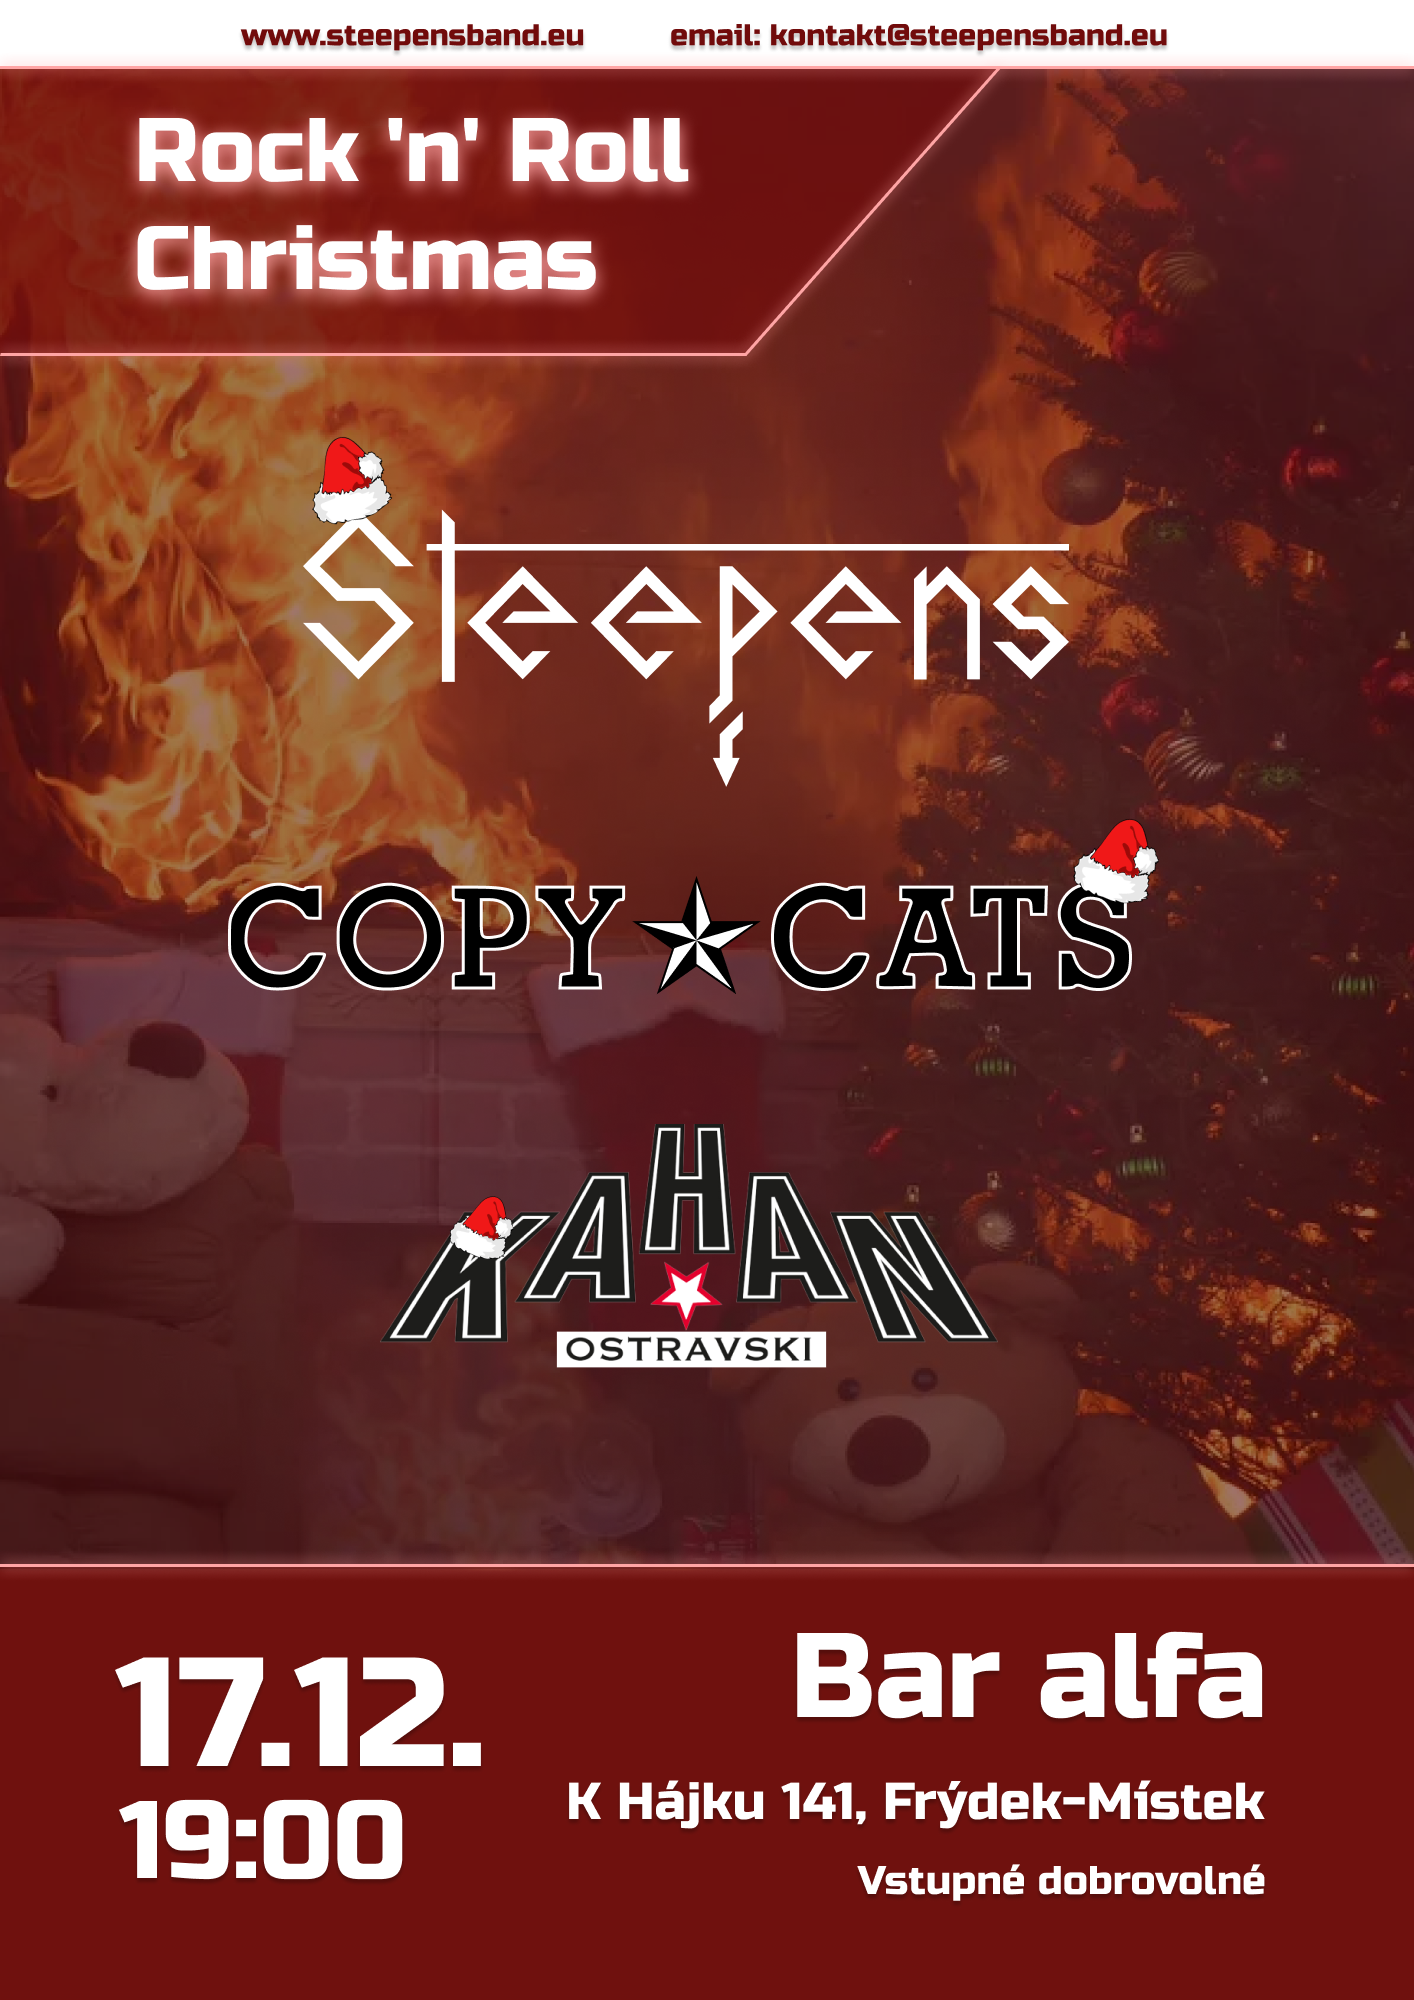 www.steepensband.eu email: kontakt@steepensband.eu
Rock 'n' Roll
Christmas
Steepens
COPY CATS
KAHAN
OSTRAVSKI
17.12.
19:00
Bar alfa
K Hájku 141, Frýdek-Místek
Vstupné dobrovolné